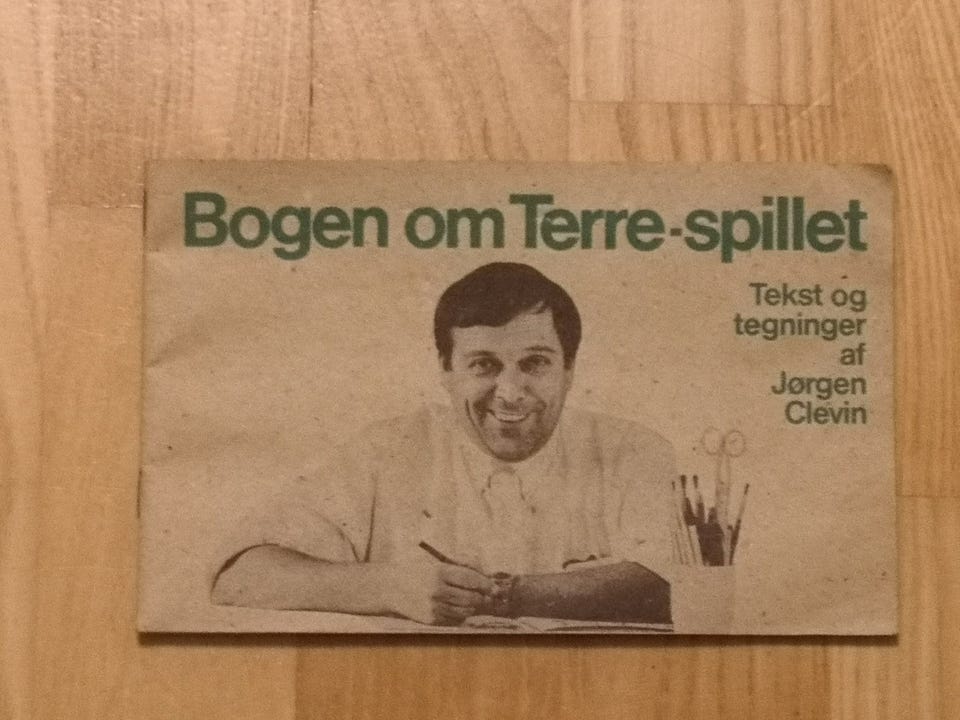 Bogen om Terre-spillet
Tekst og
tegninger
af
Jørgen
Clevin